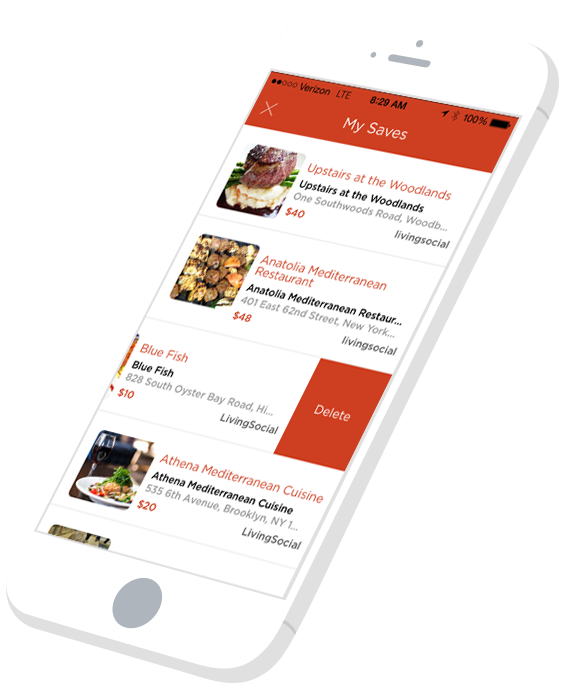 Verizon LTE 8:29 AM 100%
My Saves
Upstairs at the Woodlands
Upstairs at the Woodlands
One Southwoods Road, Woodb...
$40
livingsocial
Anatolia Mediterranean
Restaurant
Anatolia Mediterranean Restaur...
401 East 62nd Street, New York...
$48
livingsocial
Blue Fish
Blue Fish
828 South Oyster Bay Road, Hi...
$10
LivingSocial
Delete
Athena Mediterranean Cuisine
Athena Mediterranean Cuisine
535 6th Avenue, Brooklyn, NY 1...
$20
LivingSocial